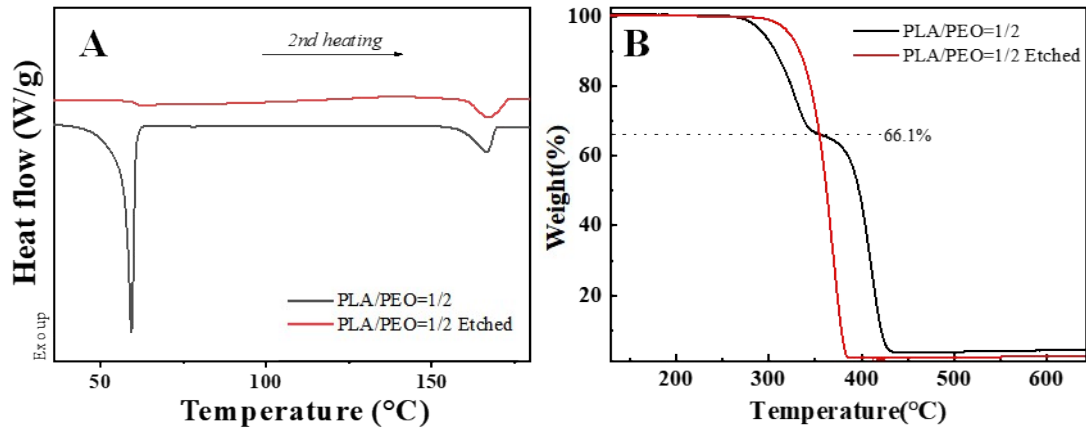 A
2nd heating
Heat flow (W/g)
PLA/PEO=1/2
PLA/PEO=1/2 Etched
Exo up
50
100
150
Temperature (°C)
B
PLA/PEO=1/2
PLA/PEO=1/2 Etched
66.1%
Weight(%)
100
80
60
40
20
200
300
400
500
600
Temperature(°C)